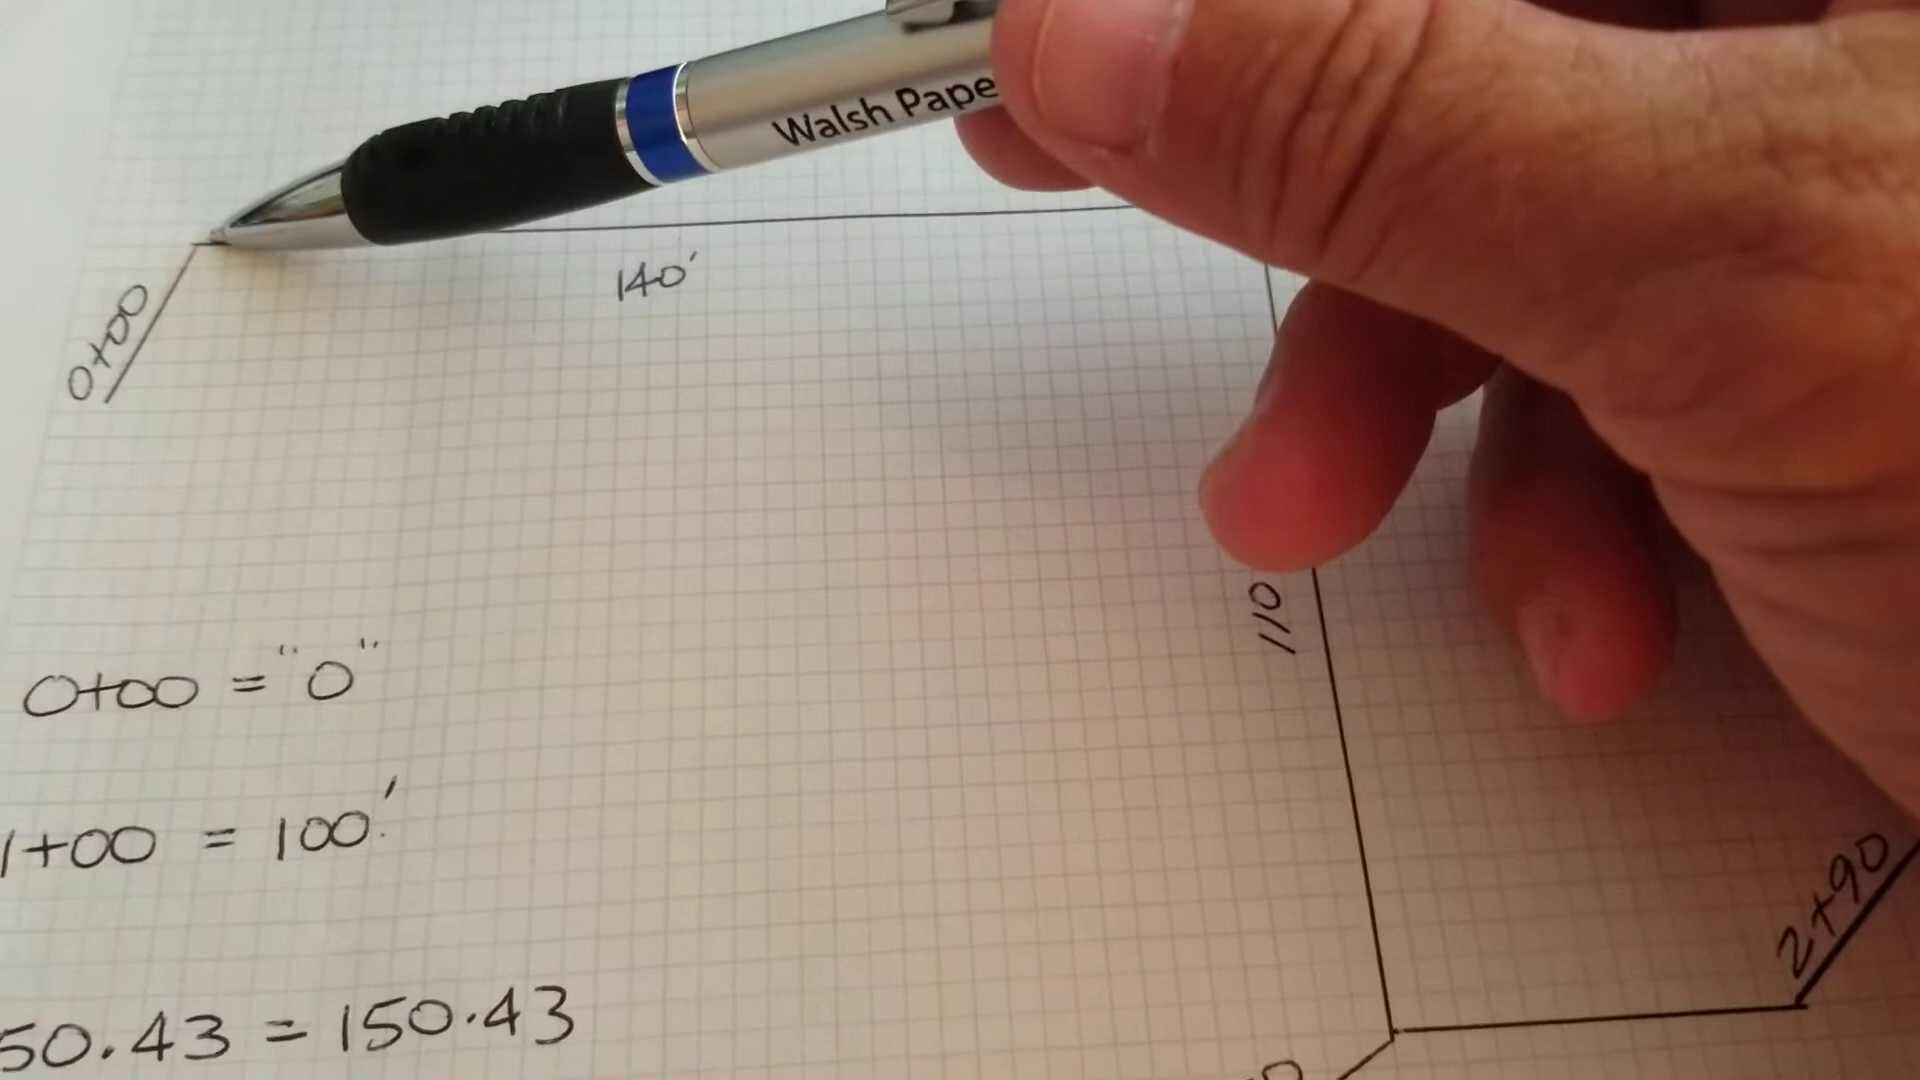 Walsh Pape
140'
0+00
110
0+00 = "0"
1+00 = 100'
2+90
50.43 = 150.43